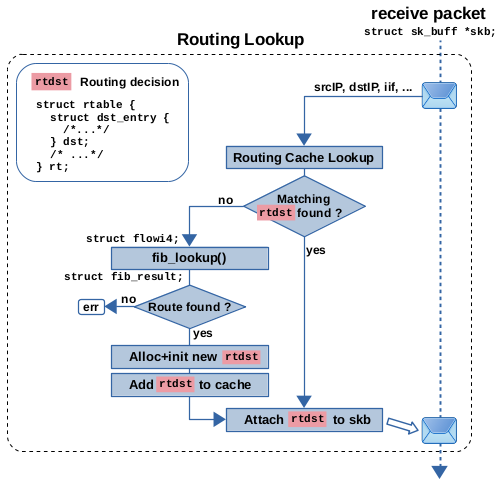 receive packet
struct sk_buff *skb;
Routing Lookup
rtdst Routing decision
struct rtable {
struct dst_entry {
/*...*/
} dst;
/* ...*/
} rt;
srcIP, dstIP, iif, ...
Routing Cache Lookup
Matching
rtdst found ?
no
yes
struct flowi4;
fib_lookup()
struct fib_result;
Route found ?
no
err
yes
Alloc+init new rtdst
Add rtdst to cache
Attach rtdst to skb